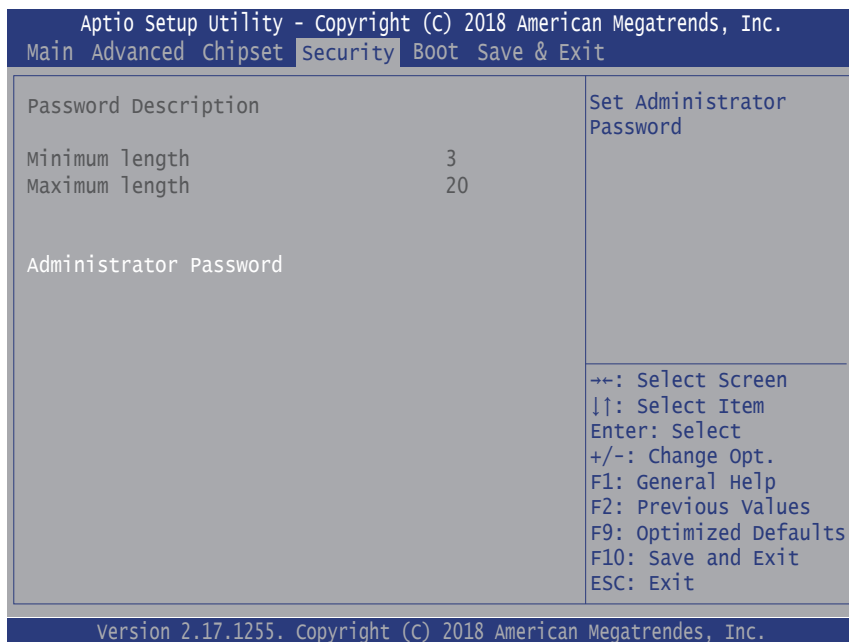 Aptio Setup Utility - Copyright (C) 2018 American Megatrends, Inc.
Main Advanced Chipset Security Boot Save & Exit
Password Description
Minimum length 3
Maximum length 20
Administrator Password
Set Administrator
Password
→←: Select Screen
↓↑: Select Item
Enter: Select
+/-: Change Opt.
F1: General Help
F2: Previous Values
F9: Optimized Defaults
F10: Save and Exit
ESC: Exit
Version 2.17.1255. Copyright (C) 2018 American Megatrendes, Inc.